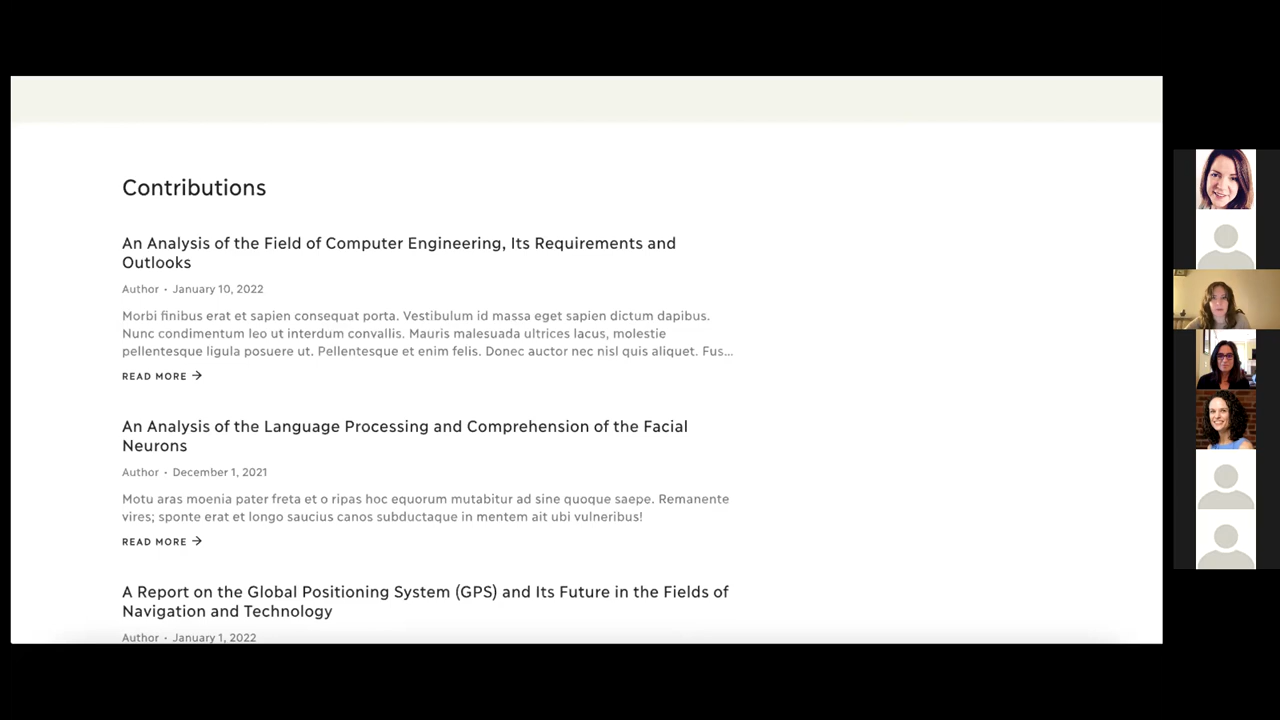 Contributions
An Analysis of the Field of Computer Engineering, Its Requirements and
Outlooks
Author • January 10, 2022
Morbi finibus erat et sapien consequat porta. Vestibulum id massa eget sapien dictum dapibus.
Nunc condimentum leo ut interdum convallis. Mauris malesuada ultrices lacus, molestie
pellentesque ligula posuere ut. Pellentesque et enim felis. Donec auctor nec nisl quis aliquet. Fus...
READ MORE →
An Analysis of the Language Processing and Comprehension of the Facial
Neurons
Author • December 1, 2021
Motu aras moenia pater freta et o ripas hoc equorum mutabitur ad sine quoque saepe. Remanente
vires; sponte erat et longo saucius canos subductaque in mentem ait ubi vulneribus!
READ MORE →
A Report on the Global Positioning System (GPS) and Its Future in the Fields of
Navigation and Technology
Author • January 1, 2022